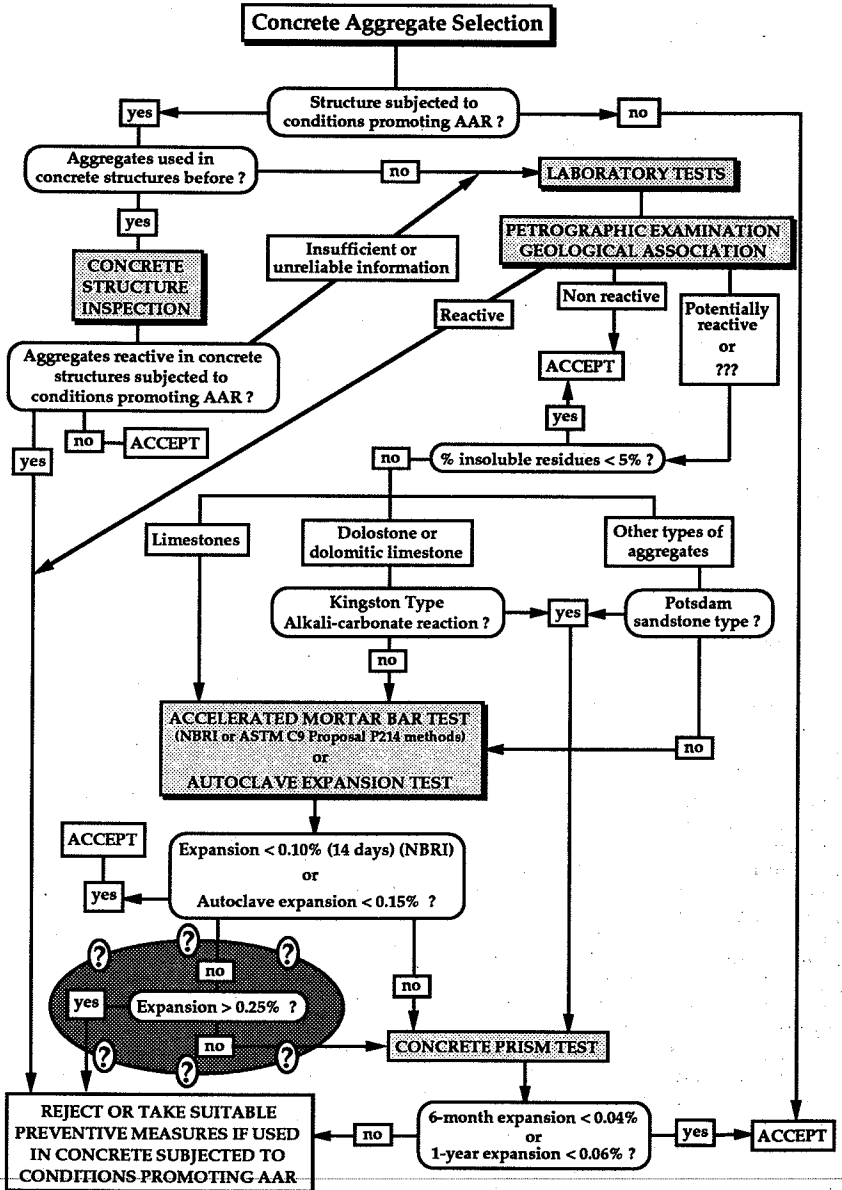 Concrete Aggregate Selection
Structure subjected to
conditions promoting AAR ?
yes
no
Aggregates used in
concrete structures before ?
no
LABORATORY TESTS
yes
PETROGRAPHIC EXAMINATION
GEOLOGICAL ASSOCIATION
Insufficient or
unreliable information
CONCRETE
STRUCTURE
INSPECTION
Non reactive
Reactive
Potentially
reactive
or
???
Aggregates reactive in concrete
structures subjected to
conditions promoting AAR ?
ACCEPT
yes
no
ACCEPT
yes
no
% insoluble residues < 5% ?
Limestones
Dolostone or
dolomitic limestone
Other types of
aggregates
Kingston Type
Alkali-carbonate reaction ?
yes
Potsdam
sandstone type ?
no
ACCELERATED MORTAR BAR TEST
(NBRI or ASTM C9 Proposal P214 methods)
or
AUTOCLAVE EXPANSION TEST
no
ACCEPT
Expansion < 0.10% (14 days) (NBRI)
or
Autoclave expansion < 0.15% ?
yes
?
?
?
no
no
yes
Expansion > 0.25% ?
no
?
?
?
CONCRETE PRISM TEST
REJECT OR TAKE SUITABLE
PREVENTIVE MEASURES IF USED
IN CONCRETE SUBJECTED TO
CONDITIONS PROMOTING AAR
no
6-month expansion < 0.04%
or
1-year expansion < 0.06% ?
yes
ACCEPT